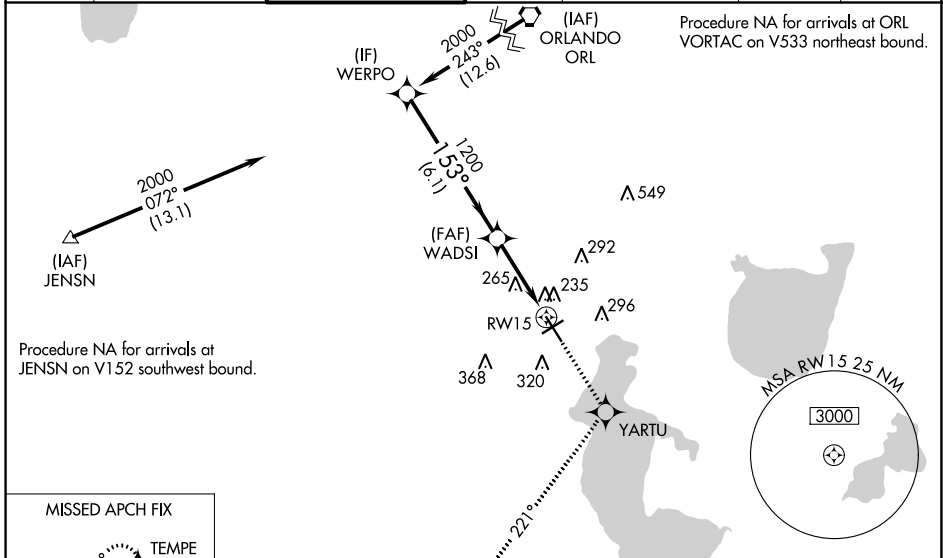 Procedure NA for arrivals at ORL
VORTAC on V533 northeast bound.
(IAF)
ORLANDO
ORL
2000
243°
(12.6)
(IF)
WERPO
1200
153°
(6.1)
2000
072°
(13.1)
(IAF)
JENSN
549
(FAF)
WADSI
292
265
235
296
RW15
Procedure NA for arrivals at
JENSN on V152 southwest bound.
368
320
MSA RW15 25 NM
3000
YARTU
221°
MISSED APCH FIX
TEMPE